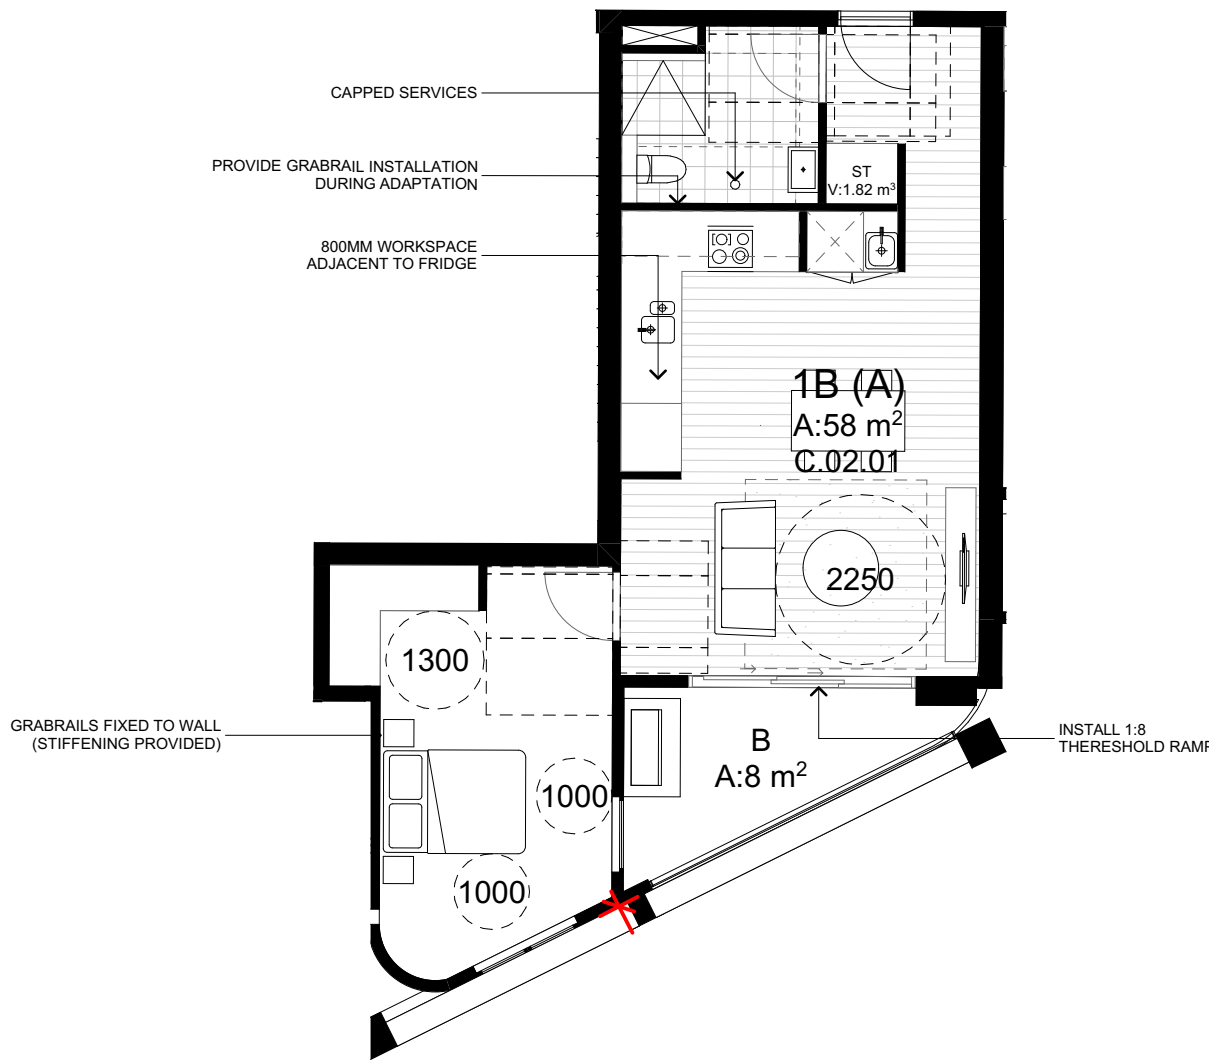 CAPPED SERVICES
PROVIDE GRABRAIL INSTALLATION
DURING ADAPTATION
ST
V:1.82 m³
800MM WORKSPACE
ADJACENT TO FRIDGE
1B (A)
A:58 m²
C.02.01
2250
1300
GRABRAILS FIXED TO WALL
(STIFFENING PROVIDED)
INSTALL 1:8
THERESHOLD RAMP
B
A:8 m²
1000
1000